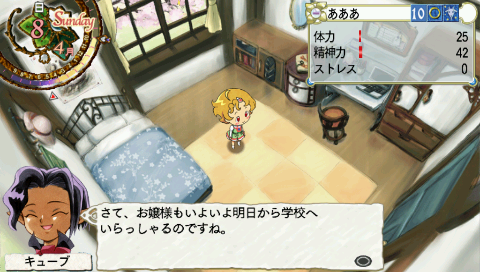 日
Sunday
8
4月
あああ
10
体力 25
精神力 42
ストレス 0
さて、お嬢様もいよいよ明日から学校へ
いらっしゃるのですね。
キューブ